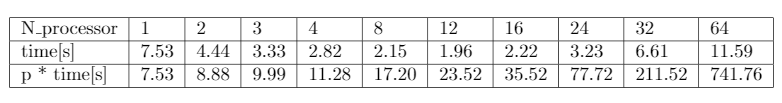 N_processor 1 2 3 4 8 12 16 24 32 64
time[s] 7.53 4.44 3.33 2.82 2.15 1.96 2.22 3.23 6.61 11.59
p * time[s] 7.53 8.88 9.99 11.28 17.20 23.52 35.52 77.72 211.52 741.76